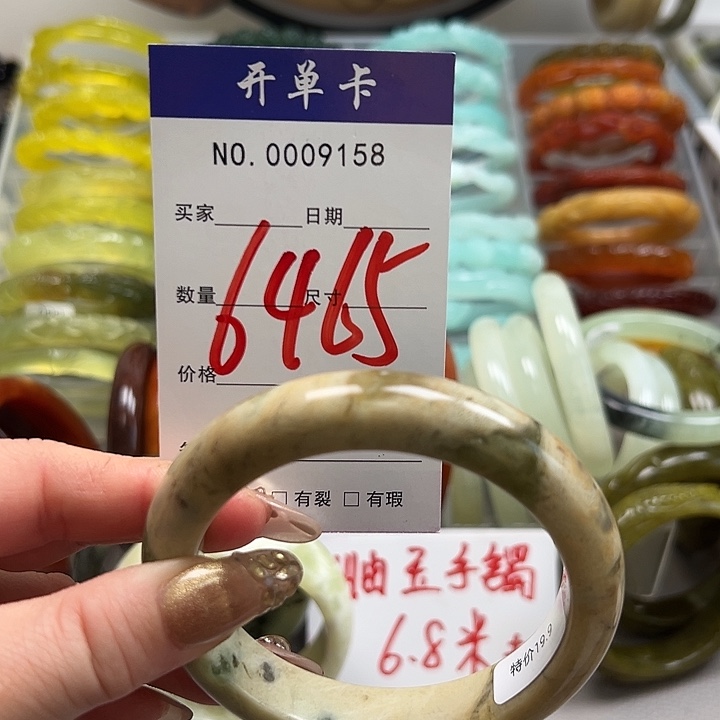 开单卡
NO.0009158
买家 日期
6465
数量 尺寸
价格
有裂 有瑕
岫玉手镯
6.8米
特价19.9